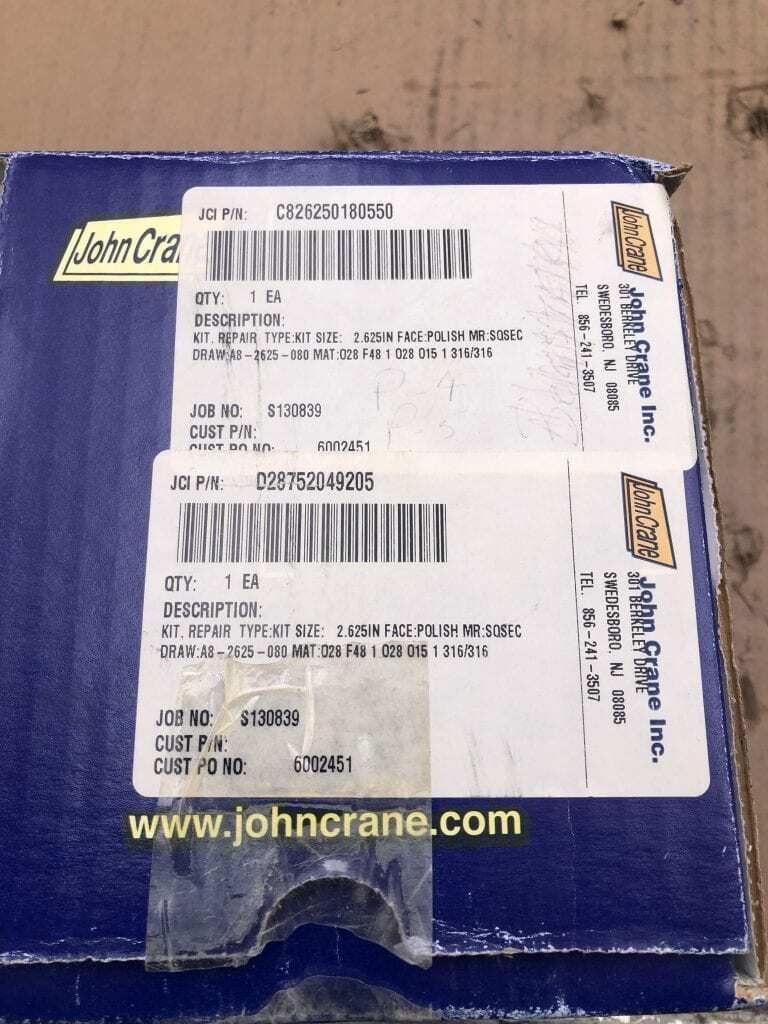 John Cra
JCI P/N: C826250180550
QTY: 1 EA
DESCRIPTION:
KIT, REPAIR TYPE:KIT SIZE: 2.625IN FACE:POLISH MR:SQSEC
DRAW:A8-2625-080 MAT:028 F48 1 028 015 1 316/316
JOB NO: S130839
CUST P/N:
CUST PO NO: 6002451
John Crane
John Crane Inc.
301 BERKELEY DRIVE
SWEDESBORO, NJ 08085
TEL. 856-241-3507
JCI P/N: D28752049205
QTY: 1 EA
DESCRIPTION:
KIT, REPAIR TYPE:KIT SIZE: 2.625IN FACE:POLISH MR:SQSEC
DRAW:A8-2625-080 MAT:028 F48 1 028 015 1 316/316
JOB NO: S130839
CUST P/N:
CUST PO NO: 6002451
John Crane
John Crane Inc.
301 BERKELEY DRIVE
SWEDESBORO, NJ 08085
TEL. 856-241-3507
www.johncrane.com